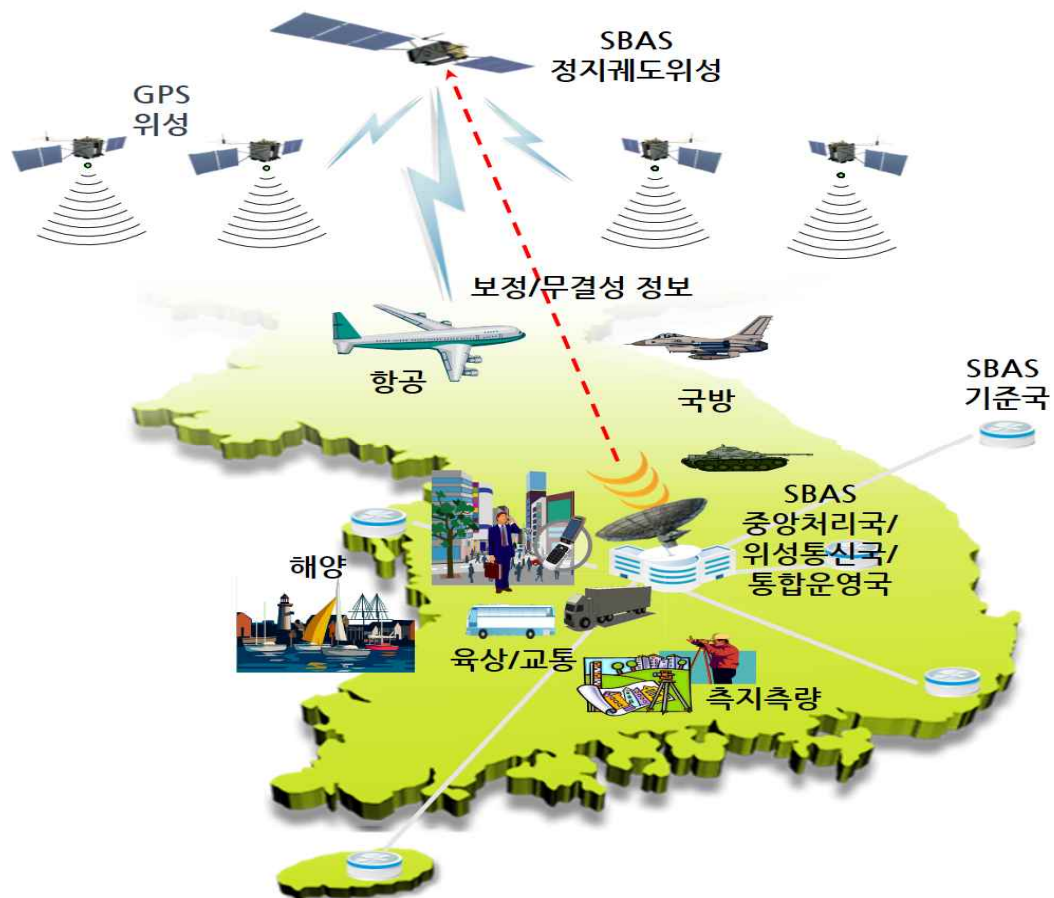 SBAS
정지궤도위성
GPS
위성
보정/무결성 정보
항공
국방
SBAS
기준국
SBAS
중앙처리국/
위성통신국/
통합운영국
해양
육상/교통
측지측량